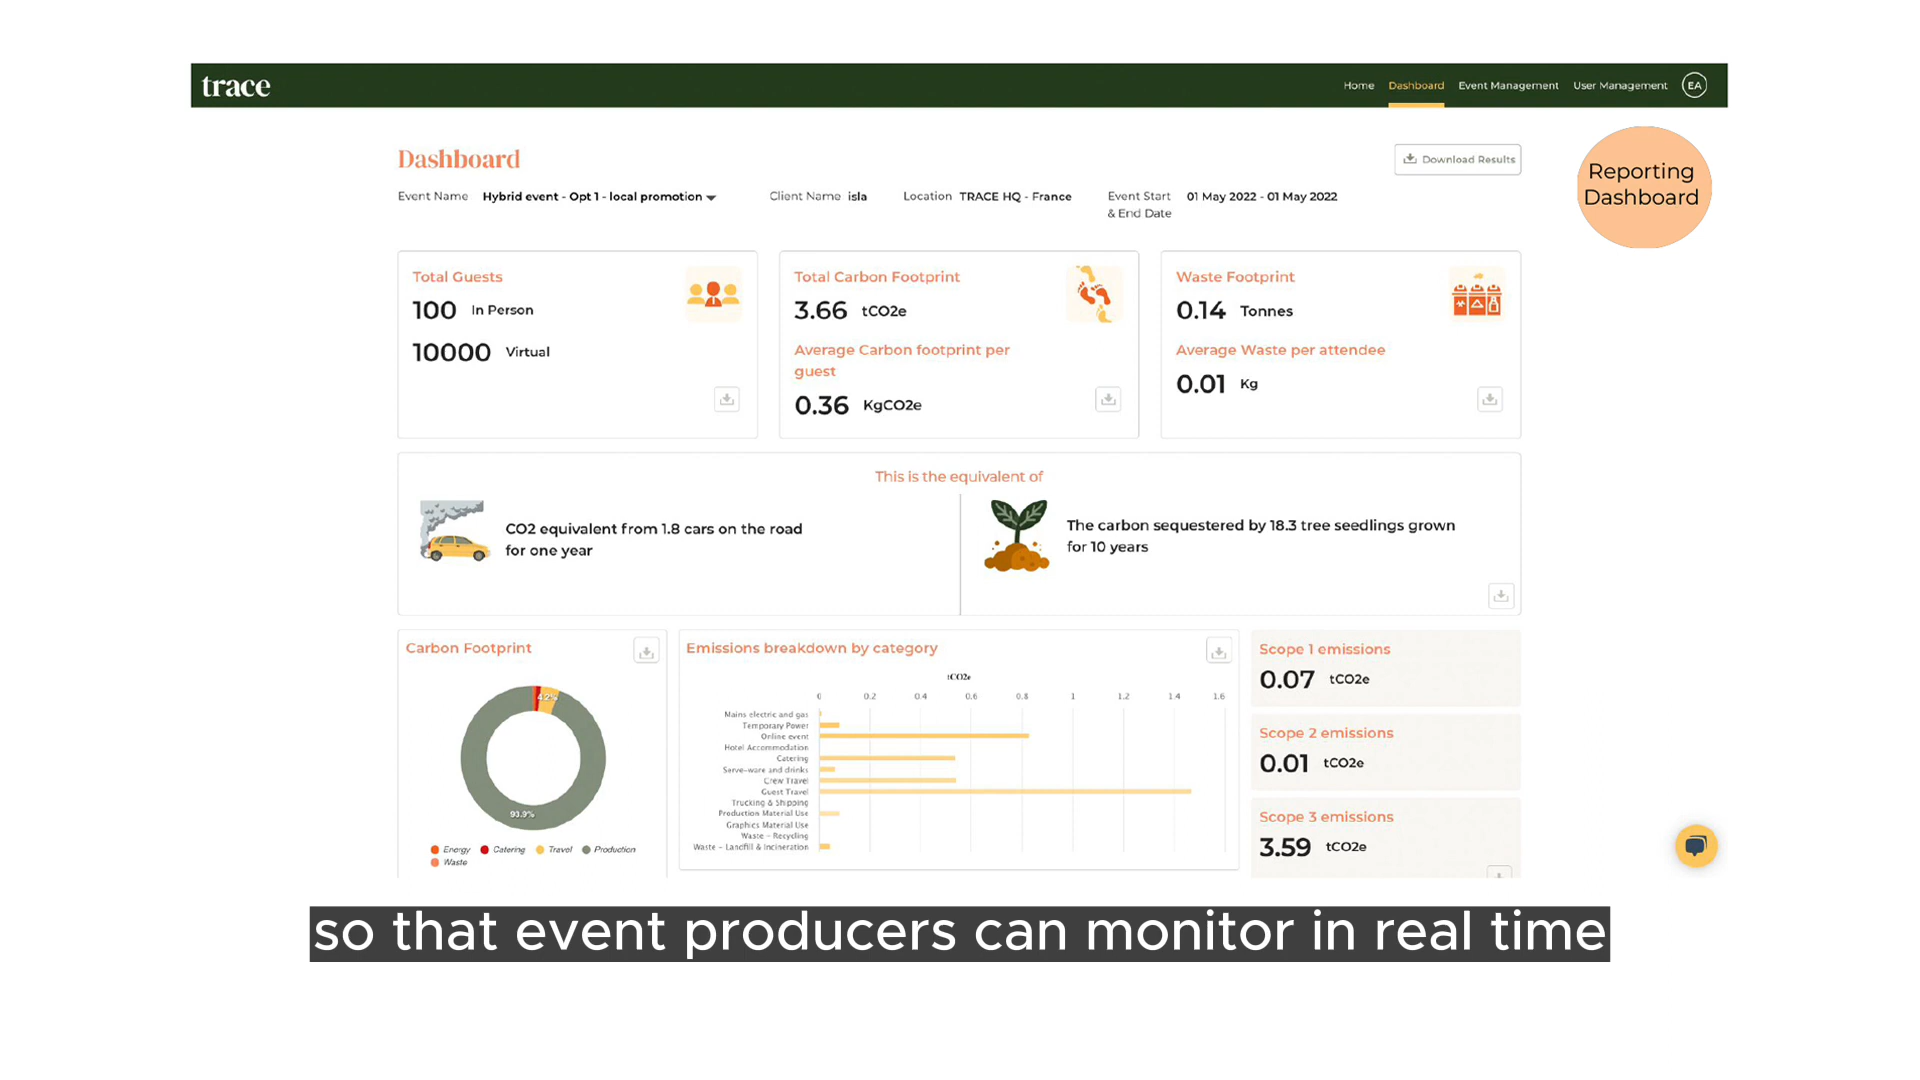 trace
Home Dashboard Event Management User Management EA
Dashboard
Download Results
Reporting
Dashboard
Event Name Hybrid event - Opt 1 - local promotion
Client Name isla
Location TRACE HQ - France
Event Start
& End Date
01 May 2022 - 01 May 2022
Total Guests
100 In Person
10000 Virtual
Total Carbon Footprint
3.66 tCO2e
Average Carbon footprint per
guest
0.36 KgCO2e
Waste Footprint
0.14 Tonnes
Average Waste per attendee
0.01 Kg
This is the equivalent of
CO2 equivalent from 1.8 cars on the road
for one year
The carbon sequestered by 18.3 tree seedlings grown
for 10 years
Carbon Footprint
4.2%
93.9%
Energy Catering Travel Production
Waste
Emissions breakdown by category
tCO2e
0 0.2 0.4 0.6 0.8 1 1.2 1.4 1.6
Mains electric and gas
Temporary Power
Online event
Hotel Accommodation
Catering
Serve-ware and drinks
Crew Travel
Guest Travel
Trucking & Shipping
Production Material Use
Graphics Material Use
Waste - Recycling
Waste - Landfill & Incineration
Scope 1 emissions
0.07 tCO2e
Scope 2 emissions
0.01 tCO2e
Scope 3 emissions
3.59 tCO2e
so that event producers can monitor in real time